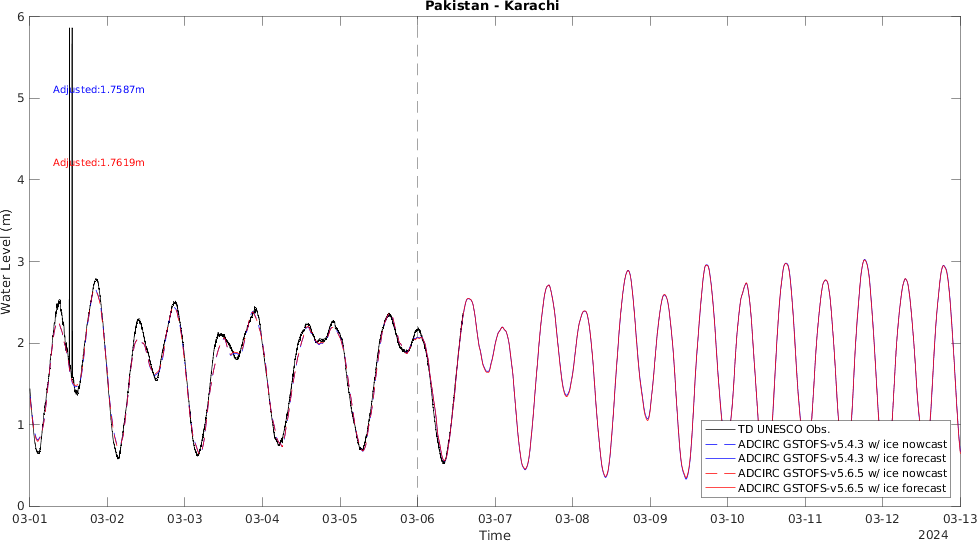 Pakistan - Karachi
Water Level (m)
6
5
4
3
2
1
0
Adjusted:1.7587m
Adjusted:1.7619m
TD UNESCO Obs.
ADCIRC GSTOFS-v5.4.3 w/ ice nowcast
ADCIRC GSTOFS-v5.4.3 w/ ice forecast
ADCIRC GSTOFS-v5.6.5 w/ ice nowcast
ADCIRC GSTOFS-v5.6.5 w/ ice forecast
03-01 03-02 03-03 03-04 03-05 03-06 03-07 03-08 03-09 03-10 03-11 03-12 03-13
Time
2024